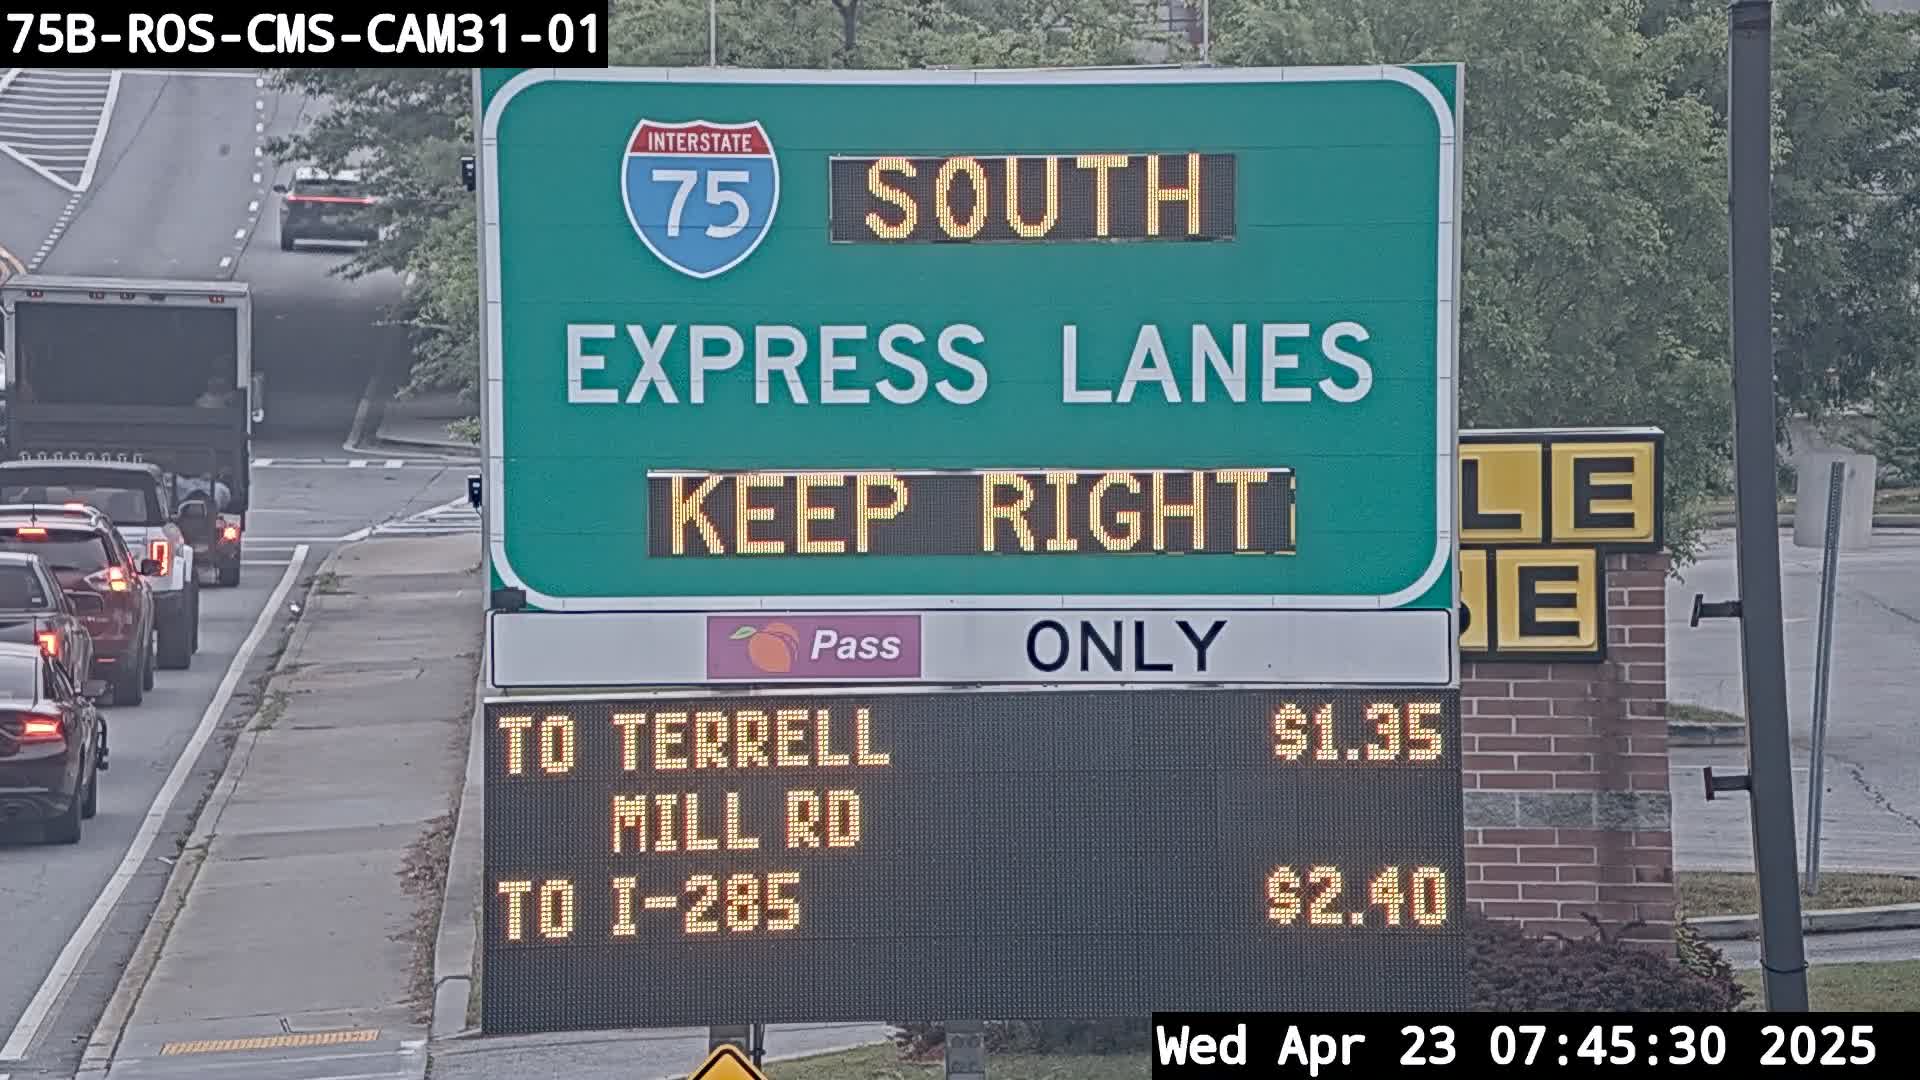 75B-ROS-CMS-CAM31-01
INTERSTATE
75
SOUTH
EXPRESS LANES
KEEP RIGHT
LE
E
Pass
ONLY
TO TERRELL $1.35
MILL RD
TO I-285 $2.40
Wed Apr 23 07:45:30 2025